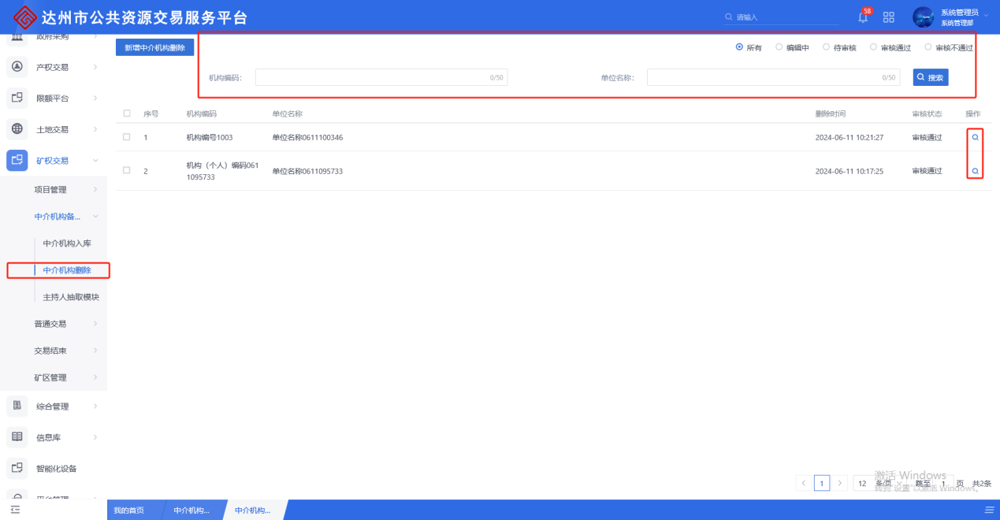 达州市公共资源交易服务平台
请输入
58
系统管理员
系统管理部
政府采购
产权交易
限额平台
土地交易
矿权交易
项目管理
中介机构备...
中介机构入库
中介机构删除
主持人抽取模块
普通交易
交易结束
矿区管理
综合管理
信息库
智能化设备
平台管理
新增中介机构删除
所有 编辑中 待审核 审核通过 审核不通过
机构编码: 0/50 单位名称: 0/50 搜索
序号 机构编码 单位名称 删除时间 审核状态 操作
1 机构编号1003 单位名称0611100346 2024-06-11 10:21:27 审核通过
2 机构（个人）编码061
1095733 单位名称0611095733 2024-06-11 10:17:25 审核通过
激活 Windows
1 12 条/页 跳至 1 页 共2条
转到"设置"以激活 Windows。
我的首页 中介机构... 中介机构...